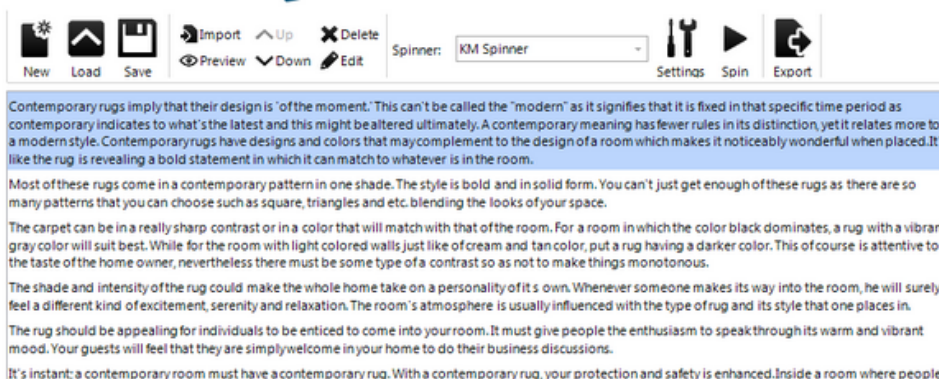 Import Up Delete
Preview Down Edit
Spinner: KM Spinner
New Load Save Settings Spin Export
Contemporary rugs imply that their design is 'of the moment.' This can't be called the "modern" as it signifies that it is fixed in that specific time period as
contemporary indicates to what's the latest and this might be altered ultimately. A contemporary meaning has fewer rules in its distinction, yet it relates more to
a modern style. Contemporary rugs have designs and colors that may complement to the design of a room which makes it noticeably wonderful when placed. It
like the rug is revealing a bold statement in which it can match to whatever is in the room.
Most of these rugs come in a contemporary pattern in one shade. The style is bold and in solid form. You can't just get enough of these rugs as there are so
many patterns that you can choose such as square, triangles and etc. blending the looks of your space.
The carpet can be in a really sharp contrast or in a color that will match with that of the room. For a room in which the color black dominates, a rug with a vibran
gray color will suit best. While for the room with light colored walls just like of cream and tan color, put a rug having a darker color. This of course is attentive to
the taste of the home owner, nevertheless there must be some type of a contrast so as not to make things monotonous.
The shade and intensity of the rug could make the whole home take on a personality of it s own. Whenever someone makes its way into the room, he will surely
feel a different kind of excitement, serenity and relaxation. The room's atmosphere is usually influenced with the type of rug and its style that one places in.
The rug should be appealing for individuals to be enticed to come into your room. It must give people the enthusiasm to speak through its warm and vibrant
mood. Your guests will feel that they are simply welcome in your home to do their business discussions.
It's instant: a contemporary room must have a contemporary rug. With a contemporary rug, your protection and safety is enhanced. Inside a room where people